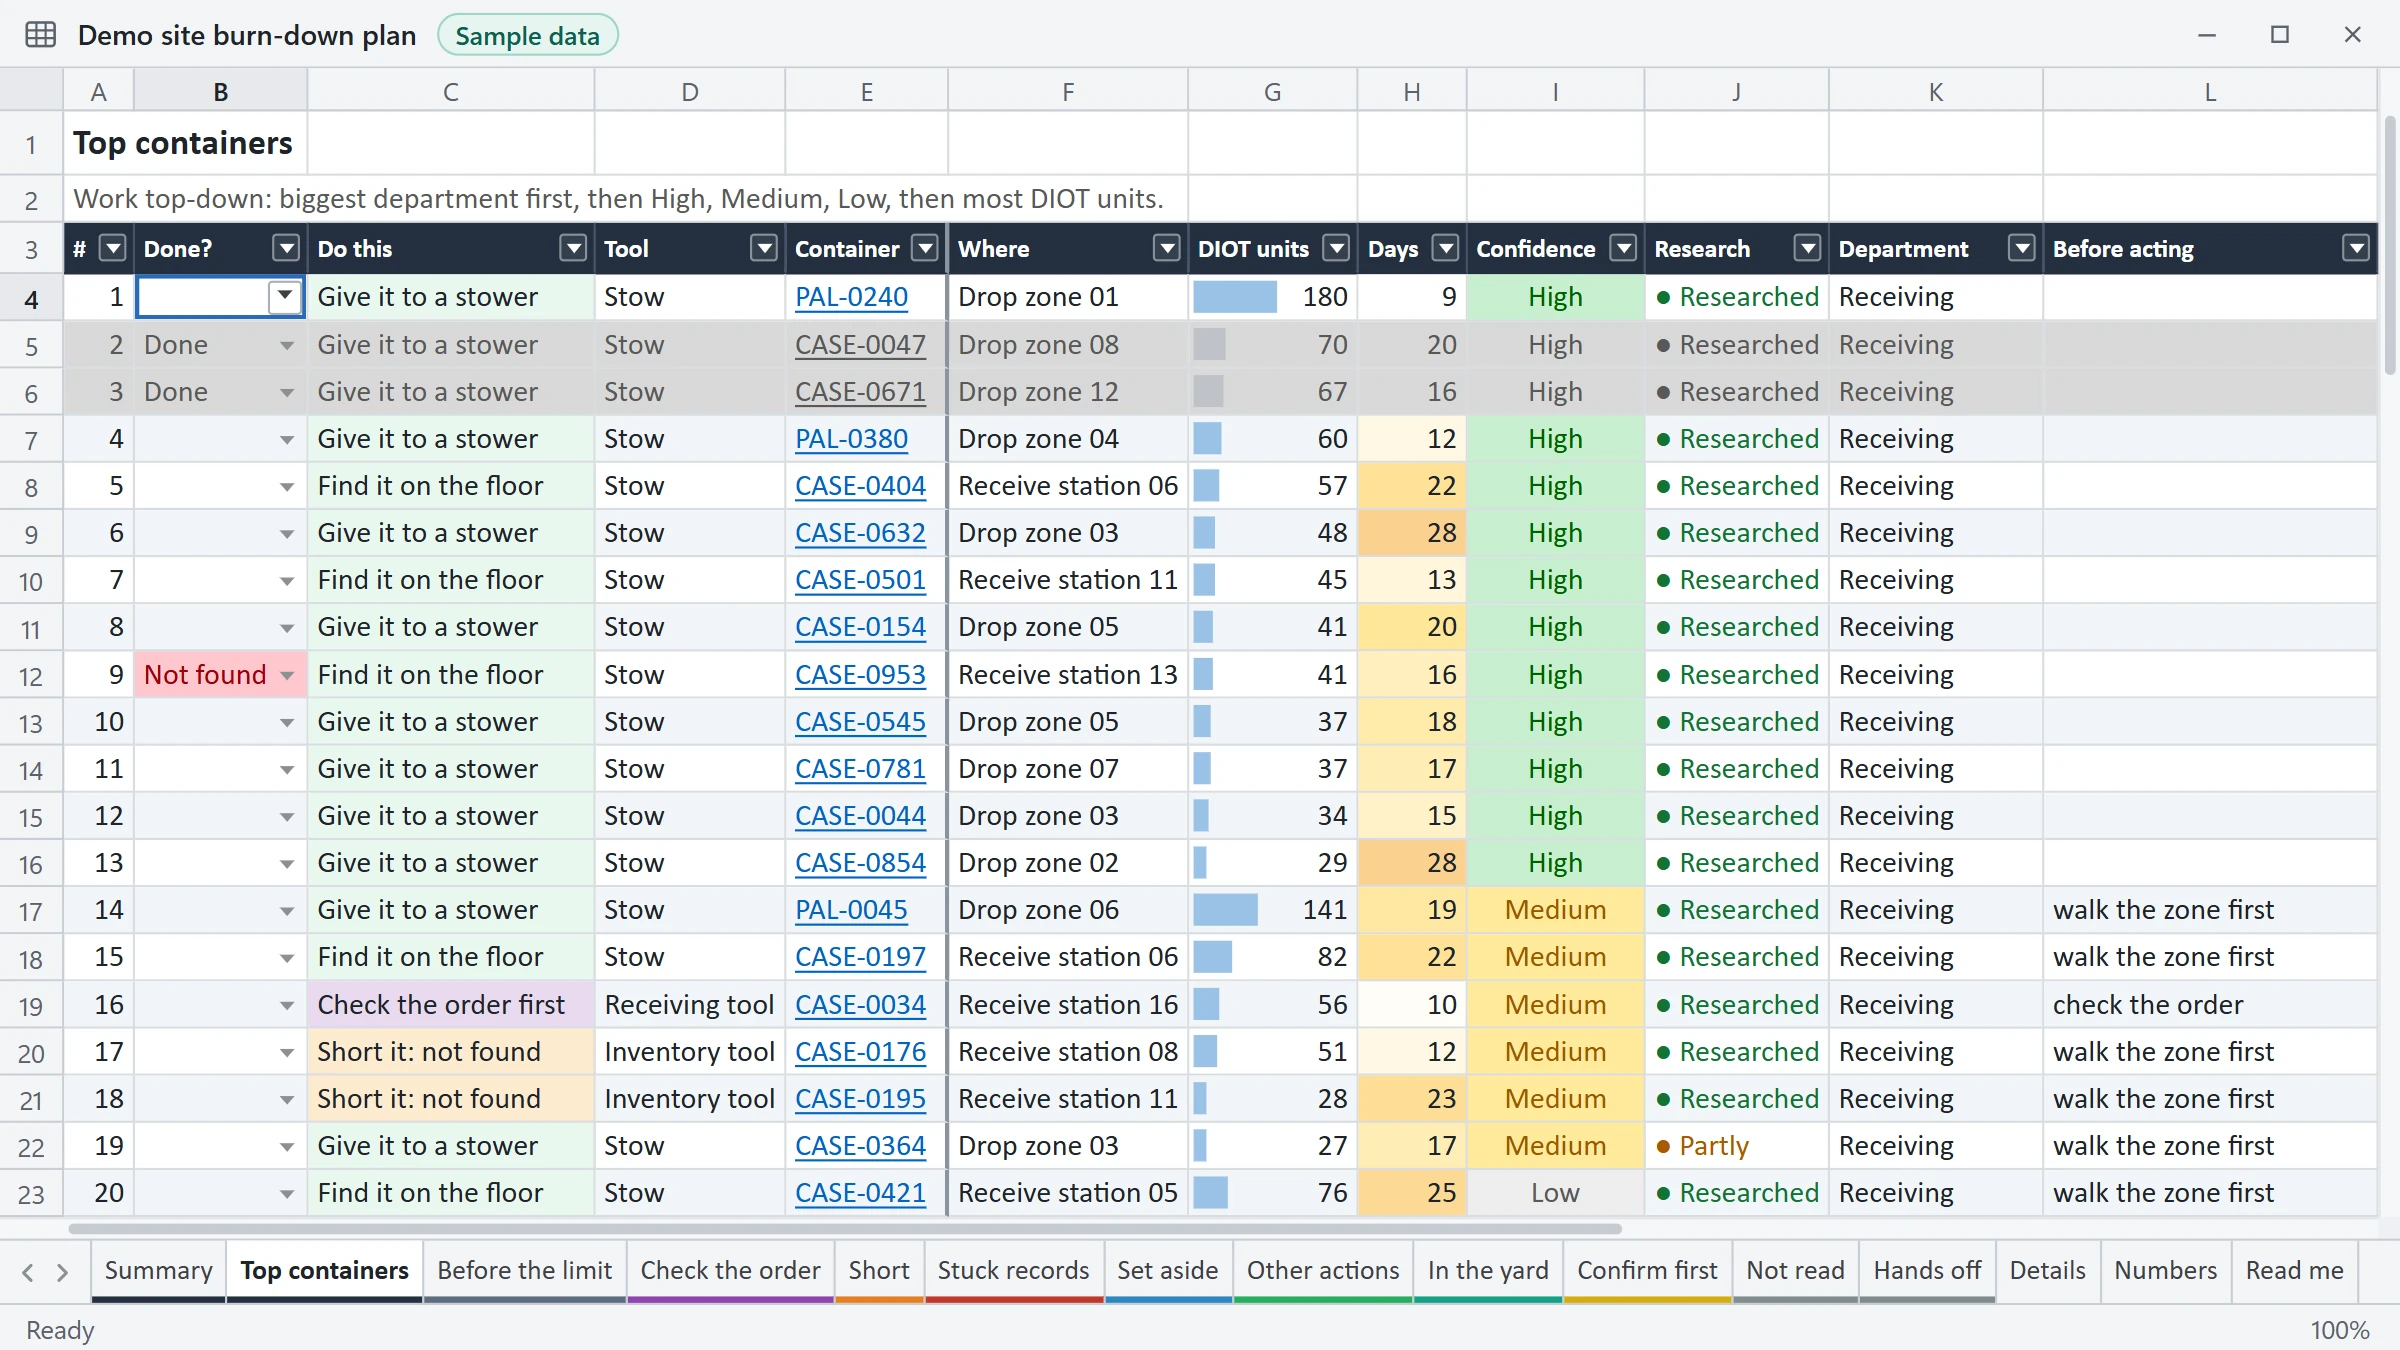 Demo site burn-down plan Sample data
A B C D E F G H I J K L
1 Top containers
2 Work top-down: biggest department first, then High, Medium, Low, then most DIOT units.
3 # Done? Do this Tool Container Where DIOT units Days Confidence Research Department Before acting
4 1 Give it to a stower Stow PAL-0240 Drop zone 01 180 9 High Researched Receiving
5 2 Done Give it to a stower Stow CASE-0047 Drop zone 08 70 20 High Researched Receiving
6 3 Done Give it to a stower Stow CASE-0671 Drop zone 12 67 16 High Researched Receiving
7 4 Give it to a stower Stow PAL-0380 Drop zone 04 60 12 High Researched Receiving
8 5 Find it on the floor Stow CASE-0404 Receive station 06 57 22 High Researched Receiving
9 6 Give it to a stower Stow CASE-0632 Drop zone 03 48 28 High Researched Receiving
10 7 Find it on the floor Stow CASE-0501 Receive station 11 45 13 High Researched Receiving
11 8 Give it to a stower Stow CASE-0154 Drop zone 05 41 20 High Researched Receiving
12 9 Not found Find it on the floor Stow CASE-0953 Receive station 13 41 16 High Researched Receiving
13 10 Give it to a stower Stow CASE-0545 Drop zone 05 37 18 High Researched Receiving
14 11 Give it to a stower Stow CASE-0781 Drop zone 07 37 17 High Researched Receiving
15 12 Give it to a stower Stow CASE-0044 Drop zone 03 34 15 High Researched Receiving
16 13 Give it to a stower Stow CASE-0854 Drop zone 02 29 28 High Researched Receiving
17 14 Give it to a stower Stow PAL-0045 Drop zone 06 141 19 Medium Researched Receiving walk the zone first
18 15 Find it on the floor Stow CASE-0197 Receive station 06 82 22 Medium Researched Receiving walk the zone first
19 16 Check the order first Receiving tool CASE-0034 Receive station 16 56 10 Medium Researched Receiving check the order
20 17 Short it: not found Inventory tool CASE-0176 Receive station 08 51 12 Medium Researched Receiving walk the zone first
21 18 Short it: not found Inventory tool CASE-0195 Receive station 11 28 23 Medium Researched Receiving walk the zone first
22 19 Give it to a stower Stow CASE-0364 Drop zone 03 27 17 Medium Partly Receiving walk the zone first
23 20 Find it on the floor Stow CASE-0421 Receive station 05 76 25 Low Researched Receiving walk the zone first
Summary Top containers Before the limit Check the order Short Stuck records Set aside Other actions In the yard Confirm first Not read Hands off Details Numbers Read me
Ready 100%